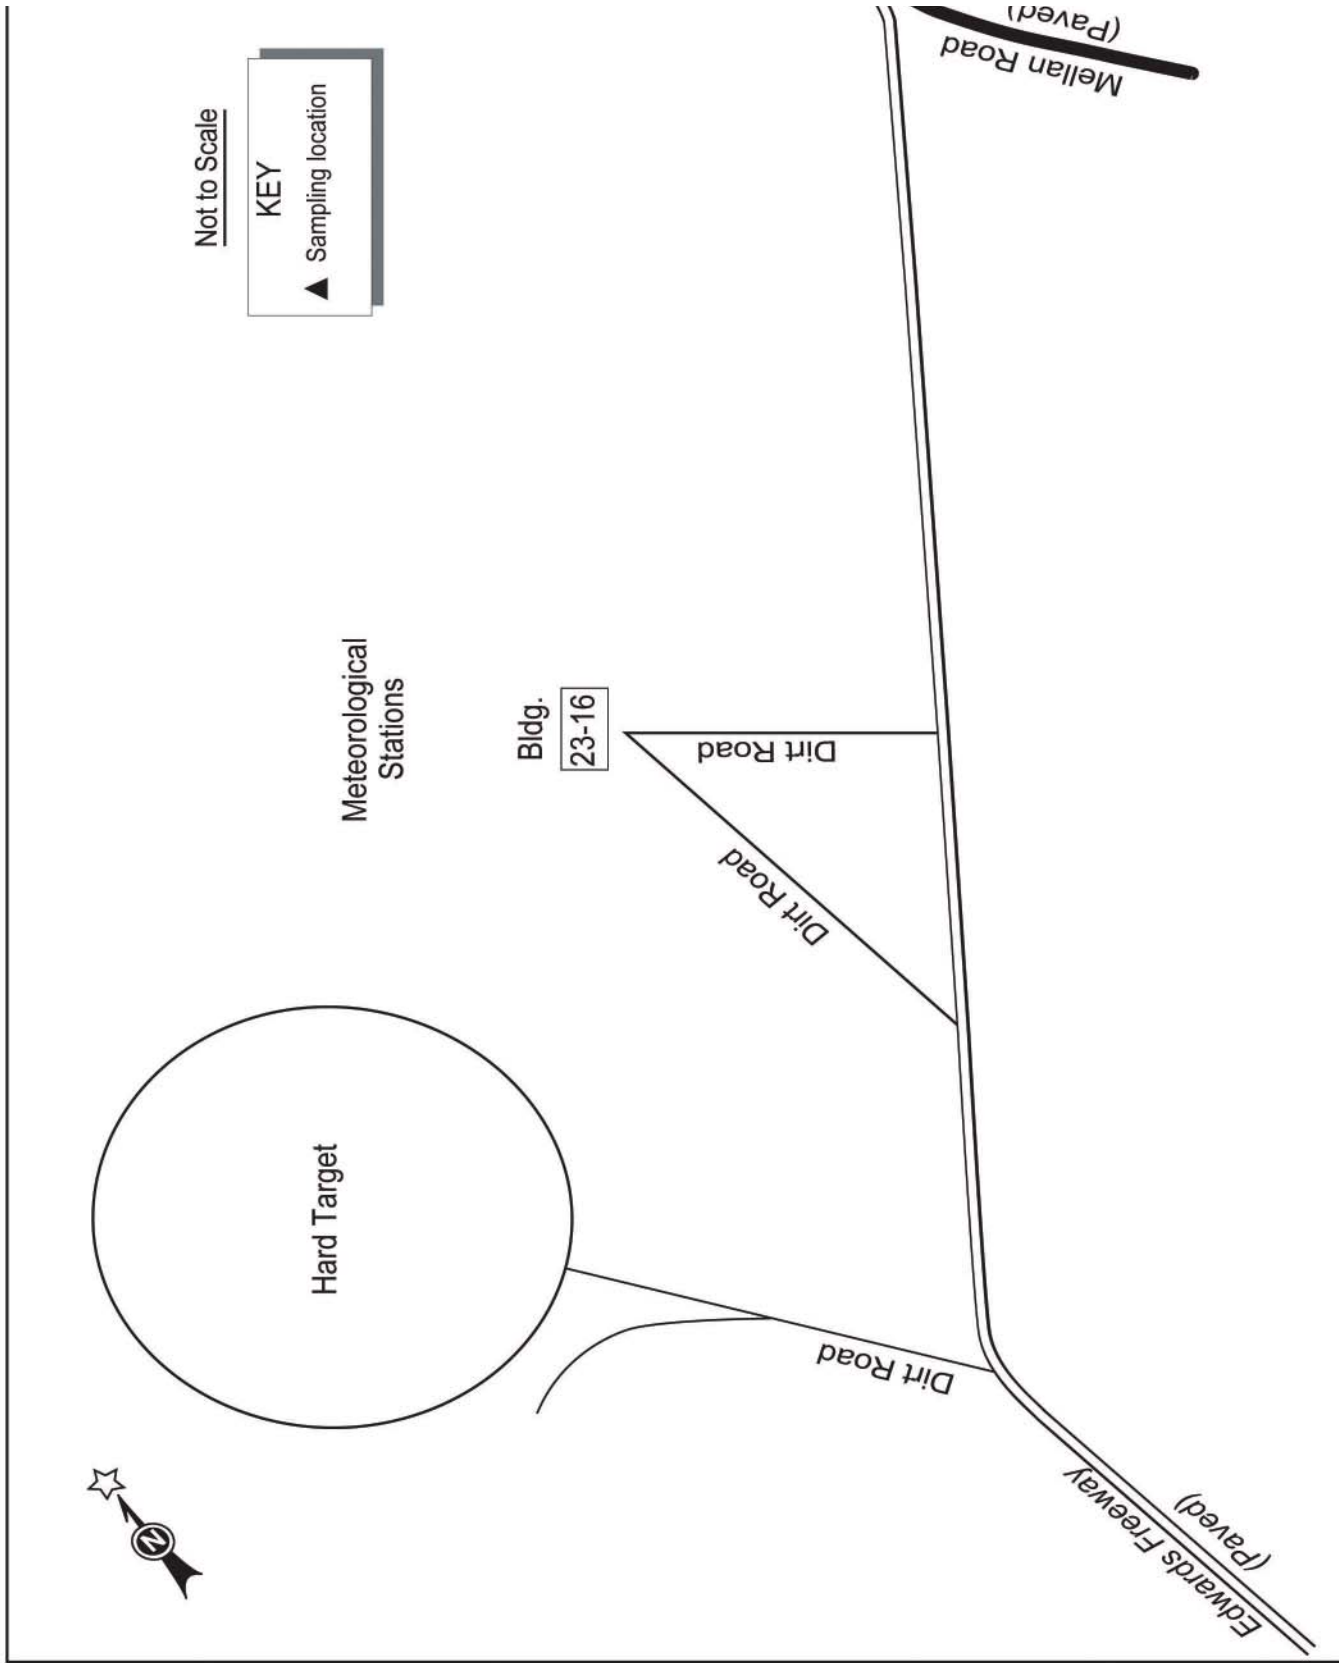 Not to Scale
KEY
▲ Sampling location
Meteorological
Stations
Bldg.
23-16
Hard Target
N
Dirt Road
Dirt Road
Dirt Road
Edwards Freeway
(Paved)
Mellan Road
(Paved)